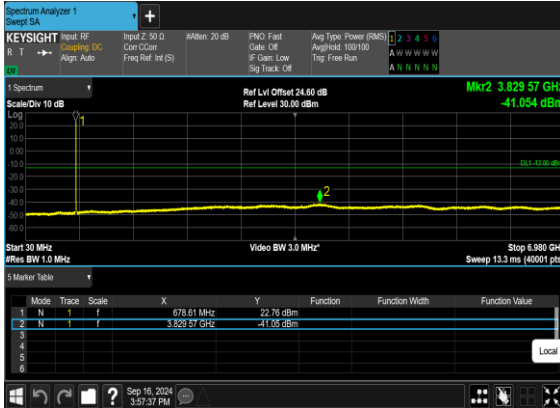 Spectrum Analyzer 1
Swept SA
+
KEYSIGHT Input: RF Input Z: 50 Ω #Atten: 20 dB PNO: Fast Avg Type: Power (RMS) 1 2 3 4 5 6
R T Coupling: DC Corr CCorr Gate: Off Avg|Hold: 100/100 A W W W W W
Align: Auto Freq Ref: Int (S) IF Gain: Low Trig: Free Run A N N N N N
Sig Track: Off
1 Spectrum Ref Lvl Offset 24.60 dB Mkr2 3.829 57 GHz
Scale/Div 10 dB Ref Level 30.00 dBm -41.054 dBm
Log
20.0
10.0
0.00
-10.0
-20.0
-30.0
-40.0
-50.0
-60.0
1
DL1 -13.00 dBm
2
Start 30 MHz Video BW 3.0 MHz* Stop 6.980 GHz
#Res BW 1.0 MHz Sweep 13.3 ms (40001 pts)
5 Marker Table
Mode Trace Scale X Y Function Function Width Function Value
1 N 1 f 678.61 MHz 22.76 dBm
2 N 1 f 3.829 57 GHz -41.05 dBm
3
4
5
6
Local
? Sep 16, 2024
3:57:37 PM